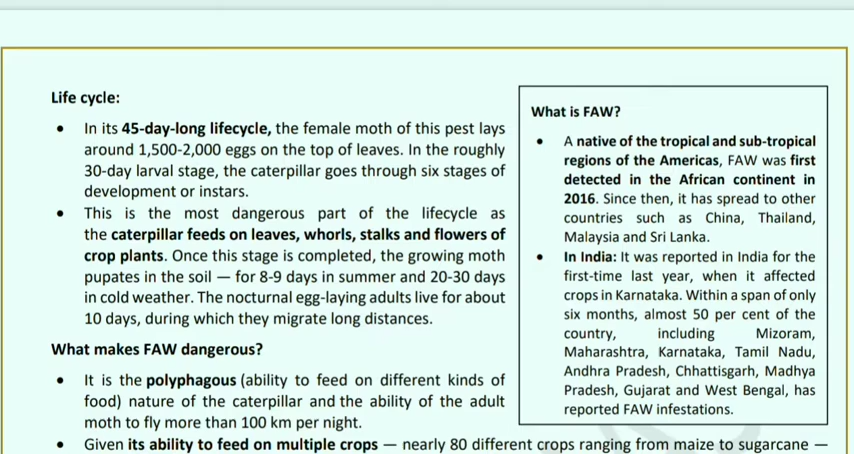 Life cycle:
• In its 45-day-long lifecycle, the female moth of this pest lays
around 1,500-2,000 eggs on the top of leaves. In the roughly
30-day larval stage, the caterpillar goes through six stages of
development or instars.
• This is the most dangerous part of the lifecycle as
the caterpillar feeds on leaves, whorls, stalks and flowers of
crop plants. Once this stage is completed, the growing moth
pupates in the soil — for 8-9 days in summer and 20-30 days
in cold weather. The nocturnal egg-laying adults live for about
10 days, during which they migrate long distances.
What makes FAW dangerous?
• It is the polyphagous (ability to feed on different kinds of
food) nature of the caterpillar and the ability of the adult
moth to fly more than 100 km per night.
• Given its ability to feed on multiple crops — nearly 80 different crops ranging from maize to sugarcane —
What is FAW?
• A native of the tropical and sub-tropical
regions of the Americas, FAW was first
detected in the African continent in
2016. Since then, it has spread to other
countries such as China, Thailand,
Malaysia and Sri Lanka.
• In India: It was reported in India for the
first-time last year, when it affected
crops in Karnataka. Within a span of only
six months, almost 50 per cent of the
country, including Mizoram,
Maharashtra, Karnataka, Tamil Nadu,
Andhra Pradesh, Chhattisgarh, Madhya
Pradesh, Gujarat and West Bengal, has
reported FAW infestations.